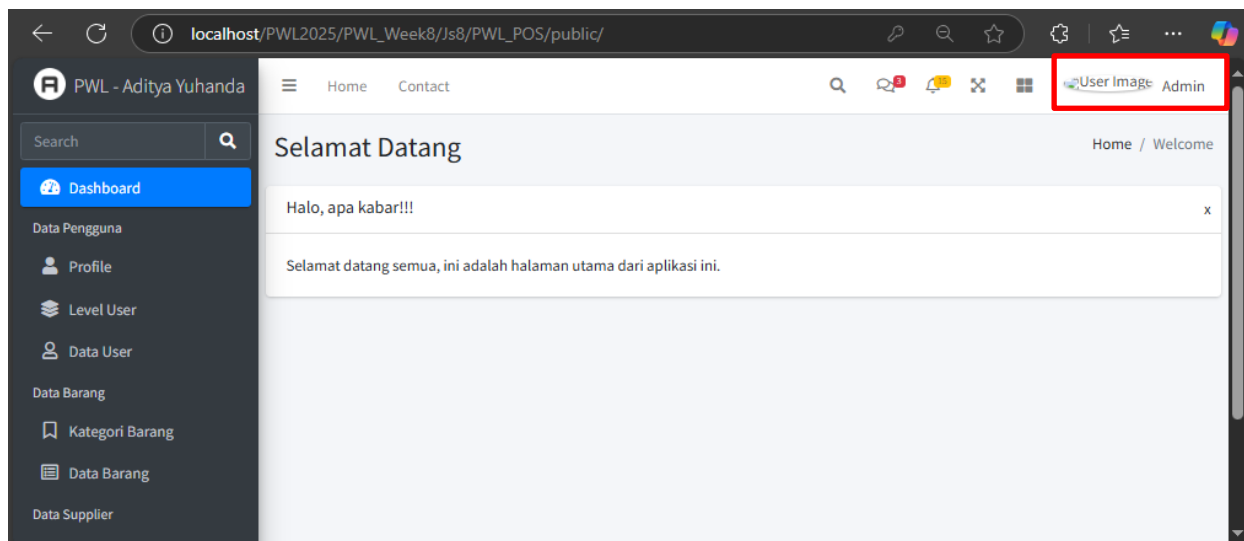 localhost/PWL2025/PWL_Week8/Js8/PWL_POS/public/
PWL - Aditya Yuhanda
Home Contact
3
15
User Image Admin
Search
Selamat Datang
Home / Welcome
Dashboard
Halo, apa kabar!!!
x
Data Pengguna
Profile
Selamat datang semua, ini adalah halaman utama dari aplikasi ini.
Level User
Data User
Data Barang
Kategori Barang
Data Barang
Data Supplier